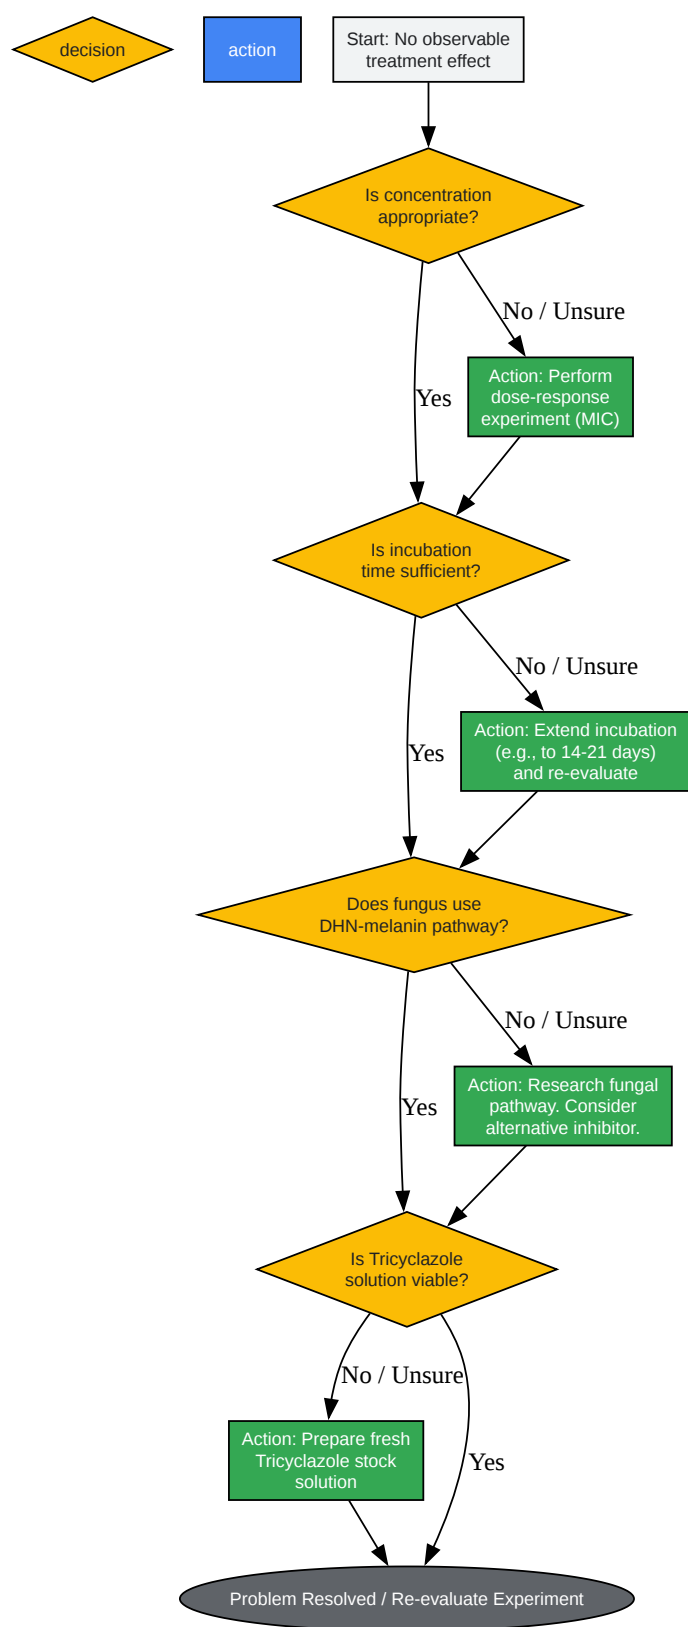 decision
action
Start: No observable
treatment effect
Is concentration
appropriate?
No / Unsure
Yes
Action: Perform
dose-response
experiment (MIC)
Is incubation
time sufficient?
No / Unsure
Yes
Action: Extend incubation
(e.g., to 14-21 days)
and re-evaluate
Does fungus use
DHN-melanin pathway?
No / Unsure
Yes
Action: Research fungal
pathway. Consider
alternative inhibitor.
Is Tricyclazole
solution viable?
No / Unsure
Action: Prepare fresh
Tricyclazole stock
solution
Yes
Problem Resolved / Re-evaluate Experiment